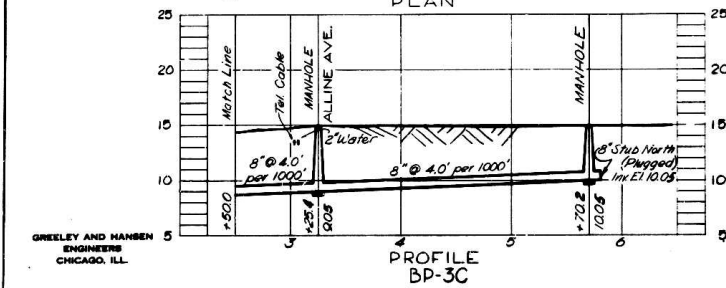 PLAN
25
25
20
20
15
15
10
10
5
5
Match Line
Tel. Cable
MANHOLE
ALLINE AVE.
MANHOLE
2" Water
8" @ 4.0'
per 1000'
8" @ 4.0' per 1000'
8" Stub North
(Plugged)
Inv. El. 10.05
+50.0
+25.4
9.05
+70.2
10.05
3
4
5
6
PROFILE
BP-3C
GREELEY AND HANSEN
ENGINEERS
CHICAGO, ILL.